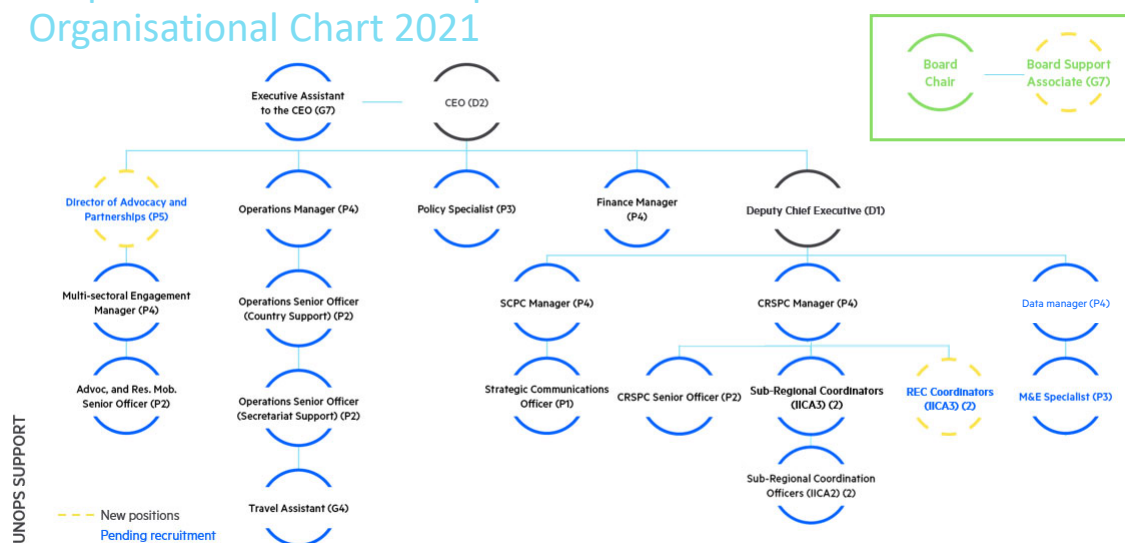 Organisational Chart 2021
Board
Chair
Board Support
Associate (G7)
Executive Assistant
to the CEO (G7)
CEO (D2)
Director of Advocacy and
Partnerships (P5)
Operations Manager (P4)
Policy Specialist (P3)
Finance Manager
(P4)
Deputy Chief Executive (D1)
Multi-sectoral Engagement
Manager (P4)
Operations Senior Officer
(Country Support) (P2)
SCPC Manager (P4)
CRSPC Manager (P4)
Data manager (P4)
Advoc, and Res. Mob.
Senior Officer (P2)
Operations Senior Officer
(Secretariat Support) (P2)
Strategic Communications
Officer (P1)
CRSPC Senior Officer (P2)
Sub-Regional Coordinators
(IICA3) (2)
REC Coordinators
(IICA3) (2)
M&E Specialist (P3)
Travel Assistant (G4)
Sub-Regional Coordination
Officers (IICA2) (2)
UNOPS SUPPORT
New positions
Pending recruitment